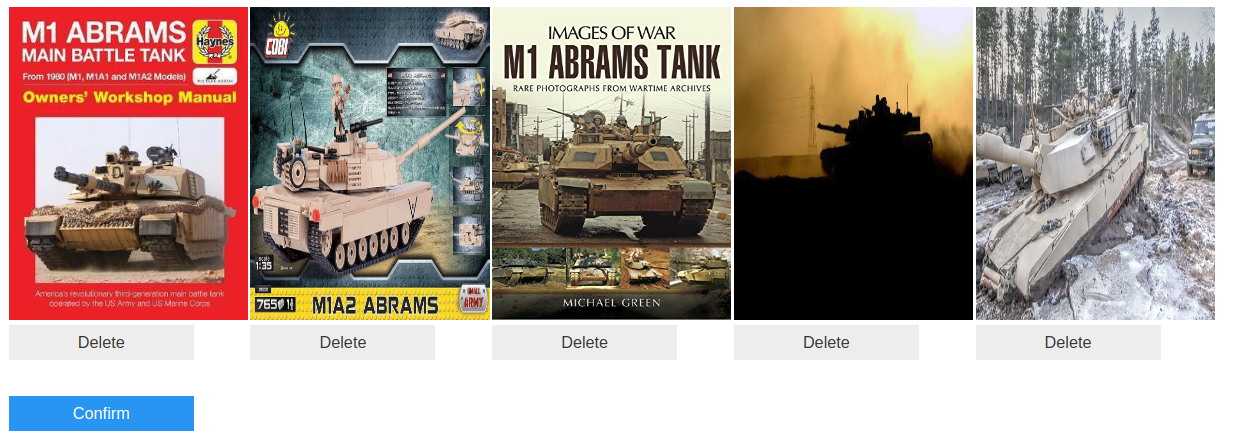 M1 ABRAMS
MAIN BATTLE TANK
Haynes
From 1980 (M1, M1A1 and M1A2 Models)
Owners' Workshop Manual
America's revolutionary third-generation main battle tank
operated by the US Army and US Marine Corps
COBI
scale
1:35
765
M1A2 ABRAMS
SMALL
ARMY
IMAGES OF WAR
M1 ABRAMS TANK
RARE PHOTOGRAPHS FROM WARTIME ARCHIVES
MICHAEL GREEN
Delete
Delete
Delete
Delete
Delete
Confirm